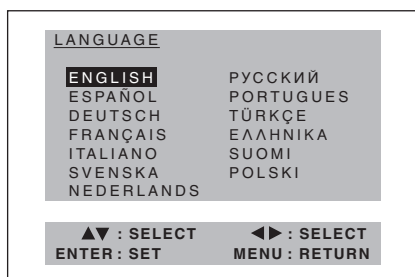 LANGUAGE
ENGLISH
ESPAÑOL
DEUTSCH
FRANÇAIS
ITALIANO
SVENSKA
NEDERLANDS
РУССКИЙ
PORTUGUES
TÜRKÇE
ΕΛΛΗΝΙΚΑ
SUOMI
POLSKI
▲▼ : SELECT ◀▶ : SELECT
ENTER : SET MENU : RETURN